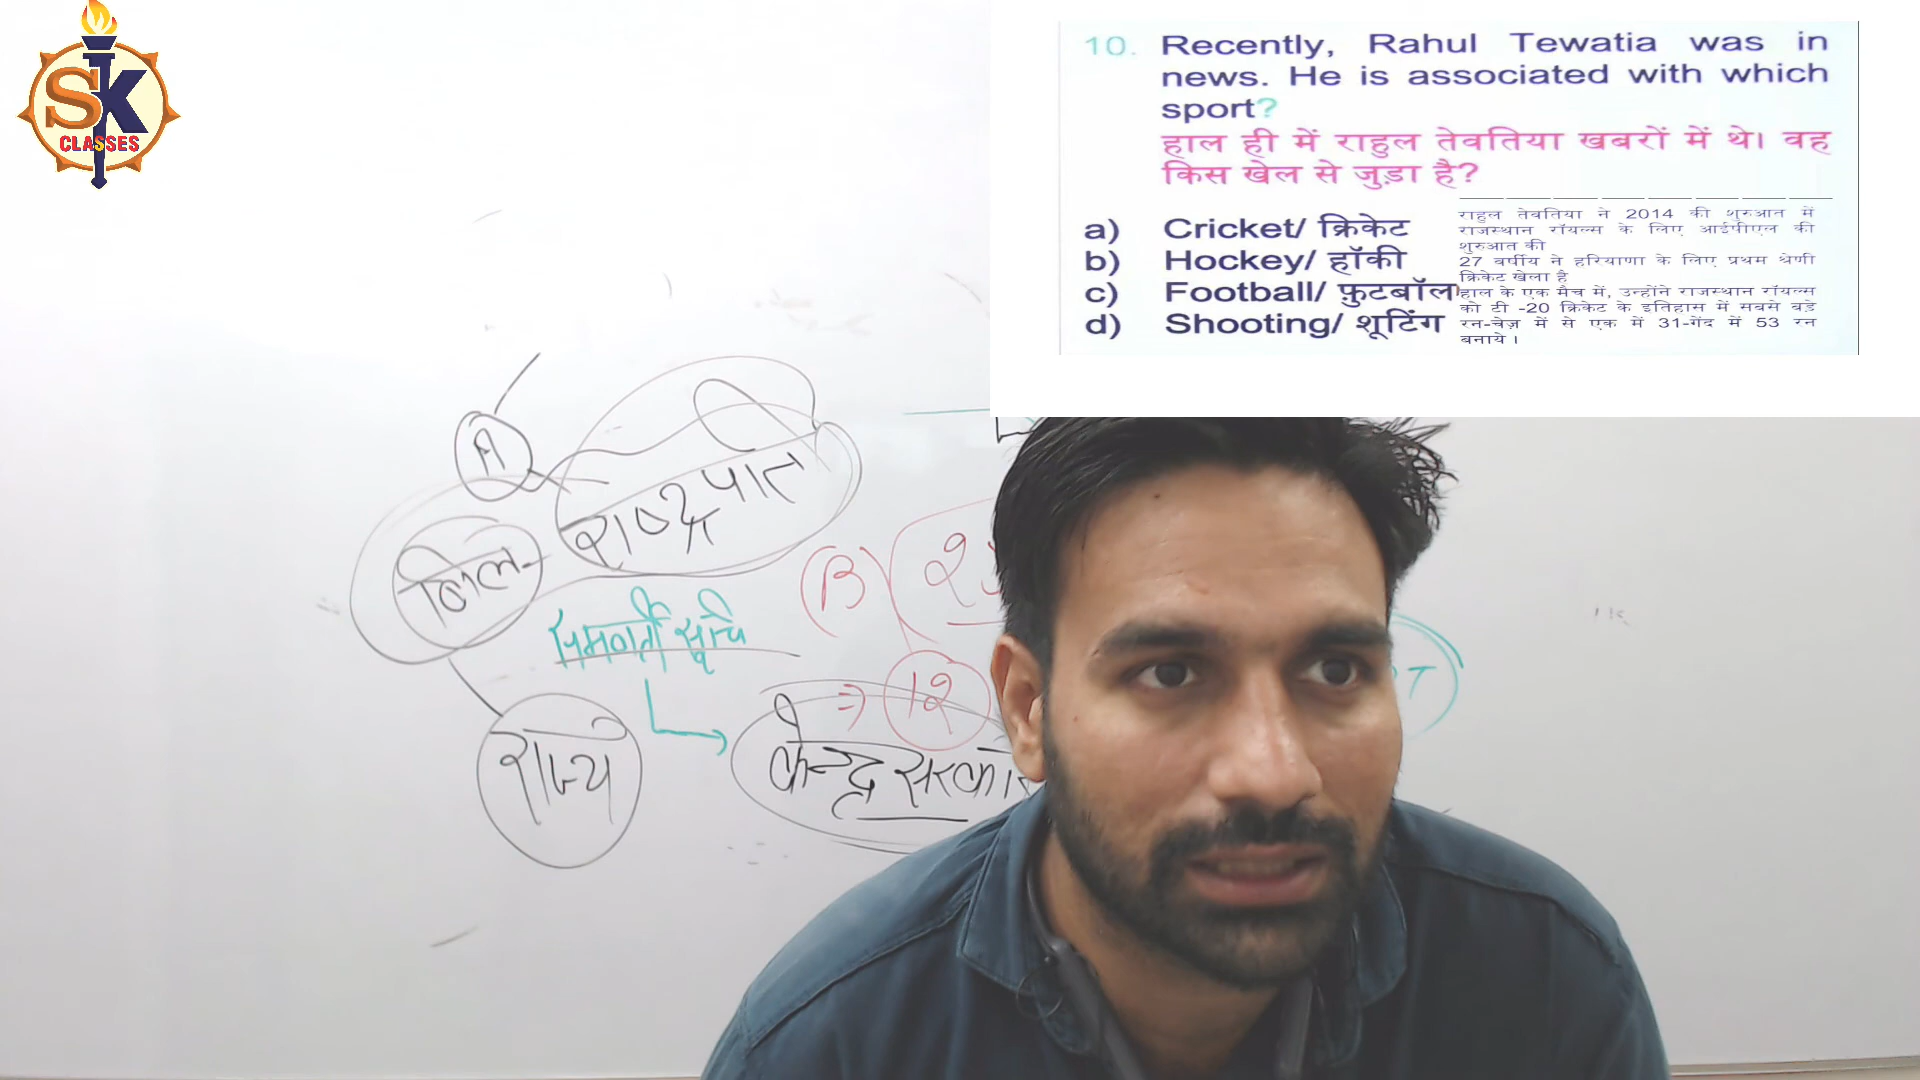 SK
CLASSES
10. Recently, Rahul Tewatia was in
news. He is associated with which
sport?
हाल ही में राहुल तेवतिया खबरों में थे। वह
किस खेल से जुड़ा है?
a) Cricket/ क्रिकेट
b) Hockey/ हॉकी
c) Football/ फ़ुटबॉल
d) Shooting/ शूटिंग
राहुल तेवतिया ने 2014 की शुरुआत में
राजस्थान रॉयल्स के लिए आईपीएल की
शुरुआत की
27 वर्षीय ने हरियाणा के लिए प्रथम श्रेणी
क्रिकेट खेला है
हाल के एक मैच में, उन्होंने राजस्थान रॉयल्स
को टी -20 क्रिकेट के इतिहास में सबसे बड़े
रन-चेज़ में से एक में 31-गेंद में 53 रन
बनाये ।
A
राष्ट्रपति
बिल
B
सूचि
12
राज्य
केन्द्र सरकार